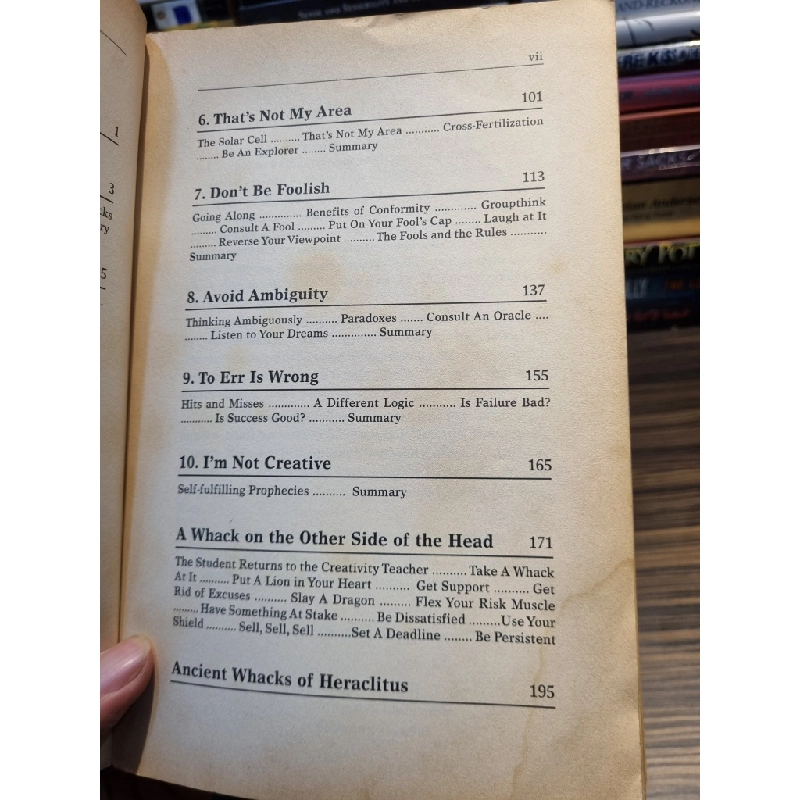 vii
6. That's Not My Area 101
The Solar Cell ......... That's Not My Area ........... Cross-Fertilization
........ Be An Explorer ........ Summary
7. Don't Be Foolish 113
Going Along .............. Benefits of Conformity ............. Groupthink
......... Consult A Fool ......... Put On Your Fool's Cap ........ Laugh at It
......... Reverse Your Viewpoint ......... The Fools and the Rules ...........
Summary
8. Avoid Ambiguity 137
Thinking Ambiguously .......... Paradoxes ....... Consult An Oracle ....
........ Listen to Your Dreams .............. Summary
9. To Err Is Wrong 155
Hits and Misses ............. A Different Logic ........... Is Failure Bad?
........... Is Success Good? ........... Summary
10. I'm Not Creative 165
Self-fulfilling Prophecies .......... Summary
A Whack on the Other Side of the Head 171
The Student Returns to the Creativity Teacher .......... Take A Whack
At It .......... Put A Lion in Your Heart .......... Get Support .......... Get
Rid of Excuses .......... Slay A Dragon ......... Flex Your Risk Muscle
......... Have Something At Stake ........... Be Dissatisfied .........Use Your
Shield ......... Sell, Sell, Sell ..........Set A Deadline ........ Be Persistent
Ancient Whacks of Heraclitus 195
1
3
5